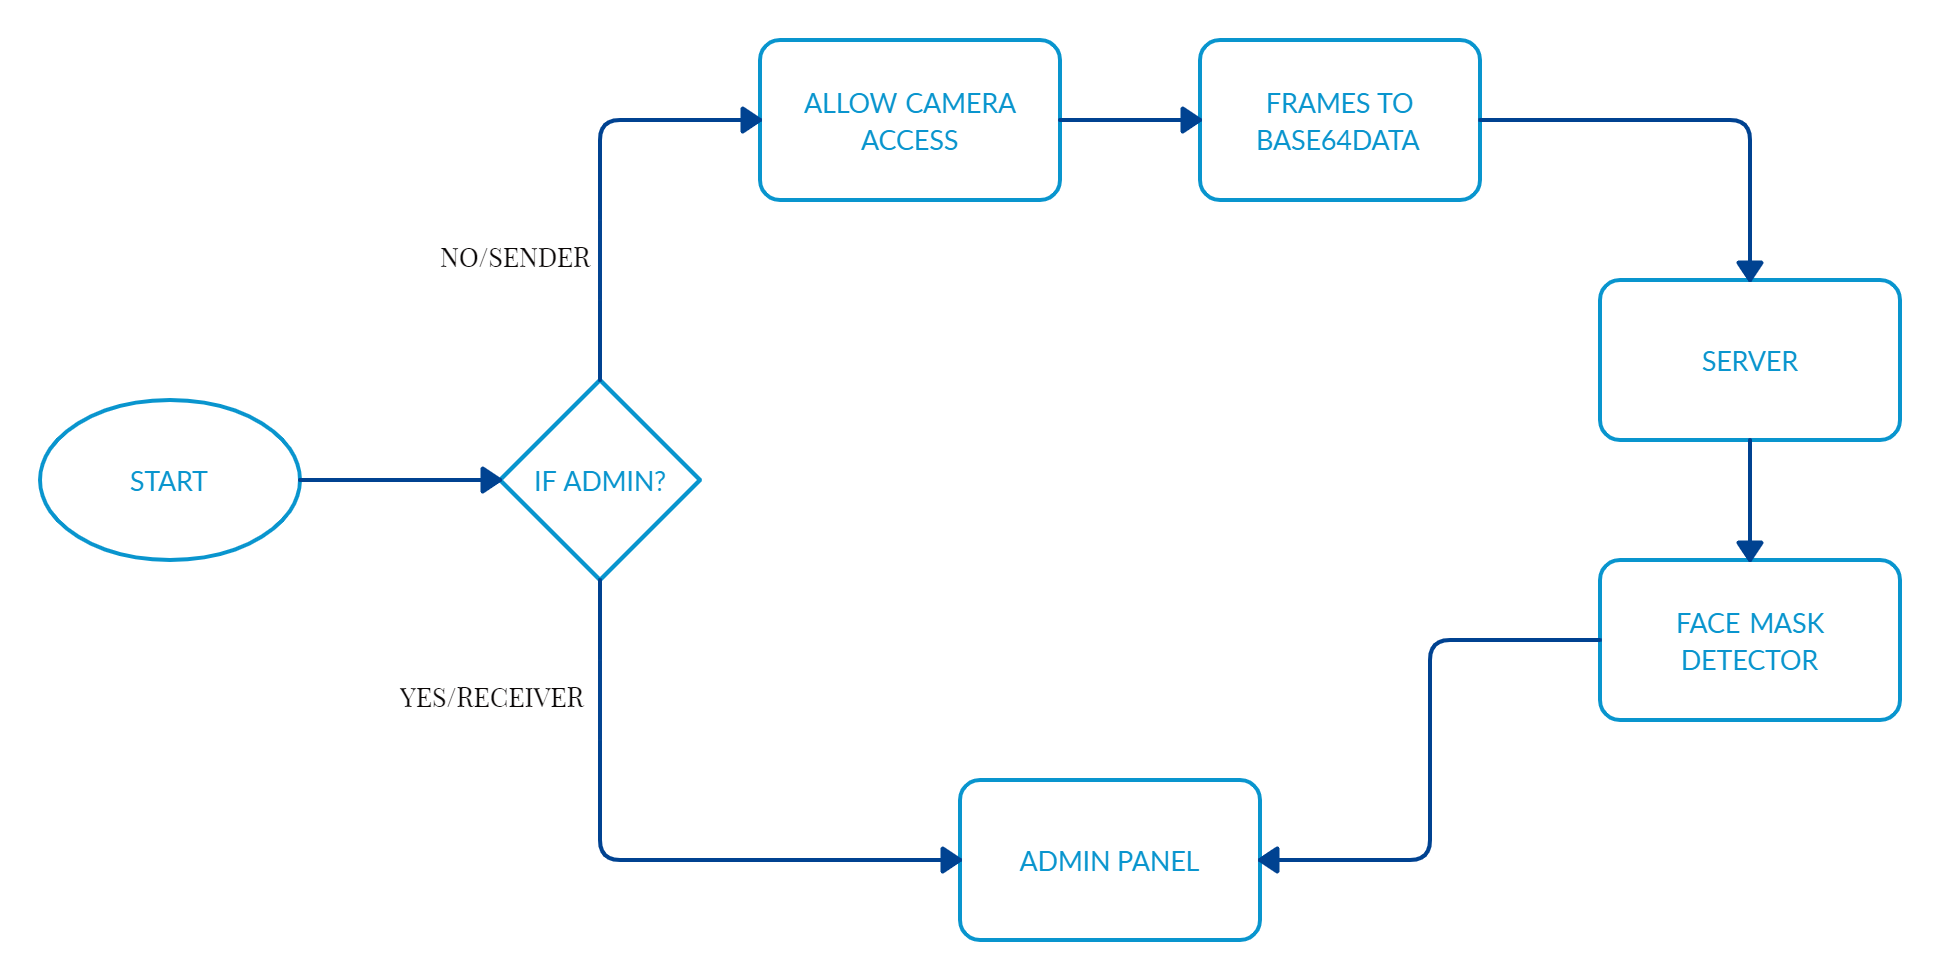 ALLOW CAMERA
ACCESS
FRAMES TO
BASE64DATA
NO/SENDER
SERVER
START
IF ADMIN?
FACE MASK
DETECTOR
YES/RECEIVER
ADMIN PANEL